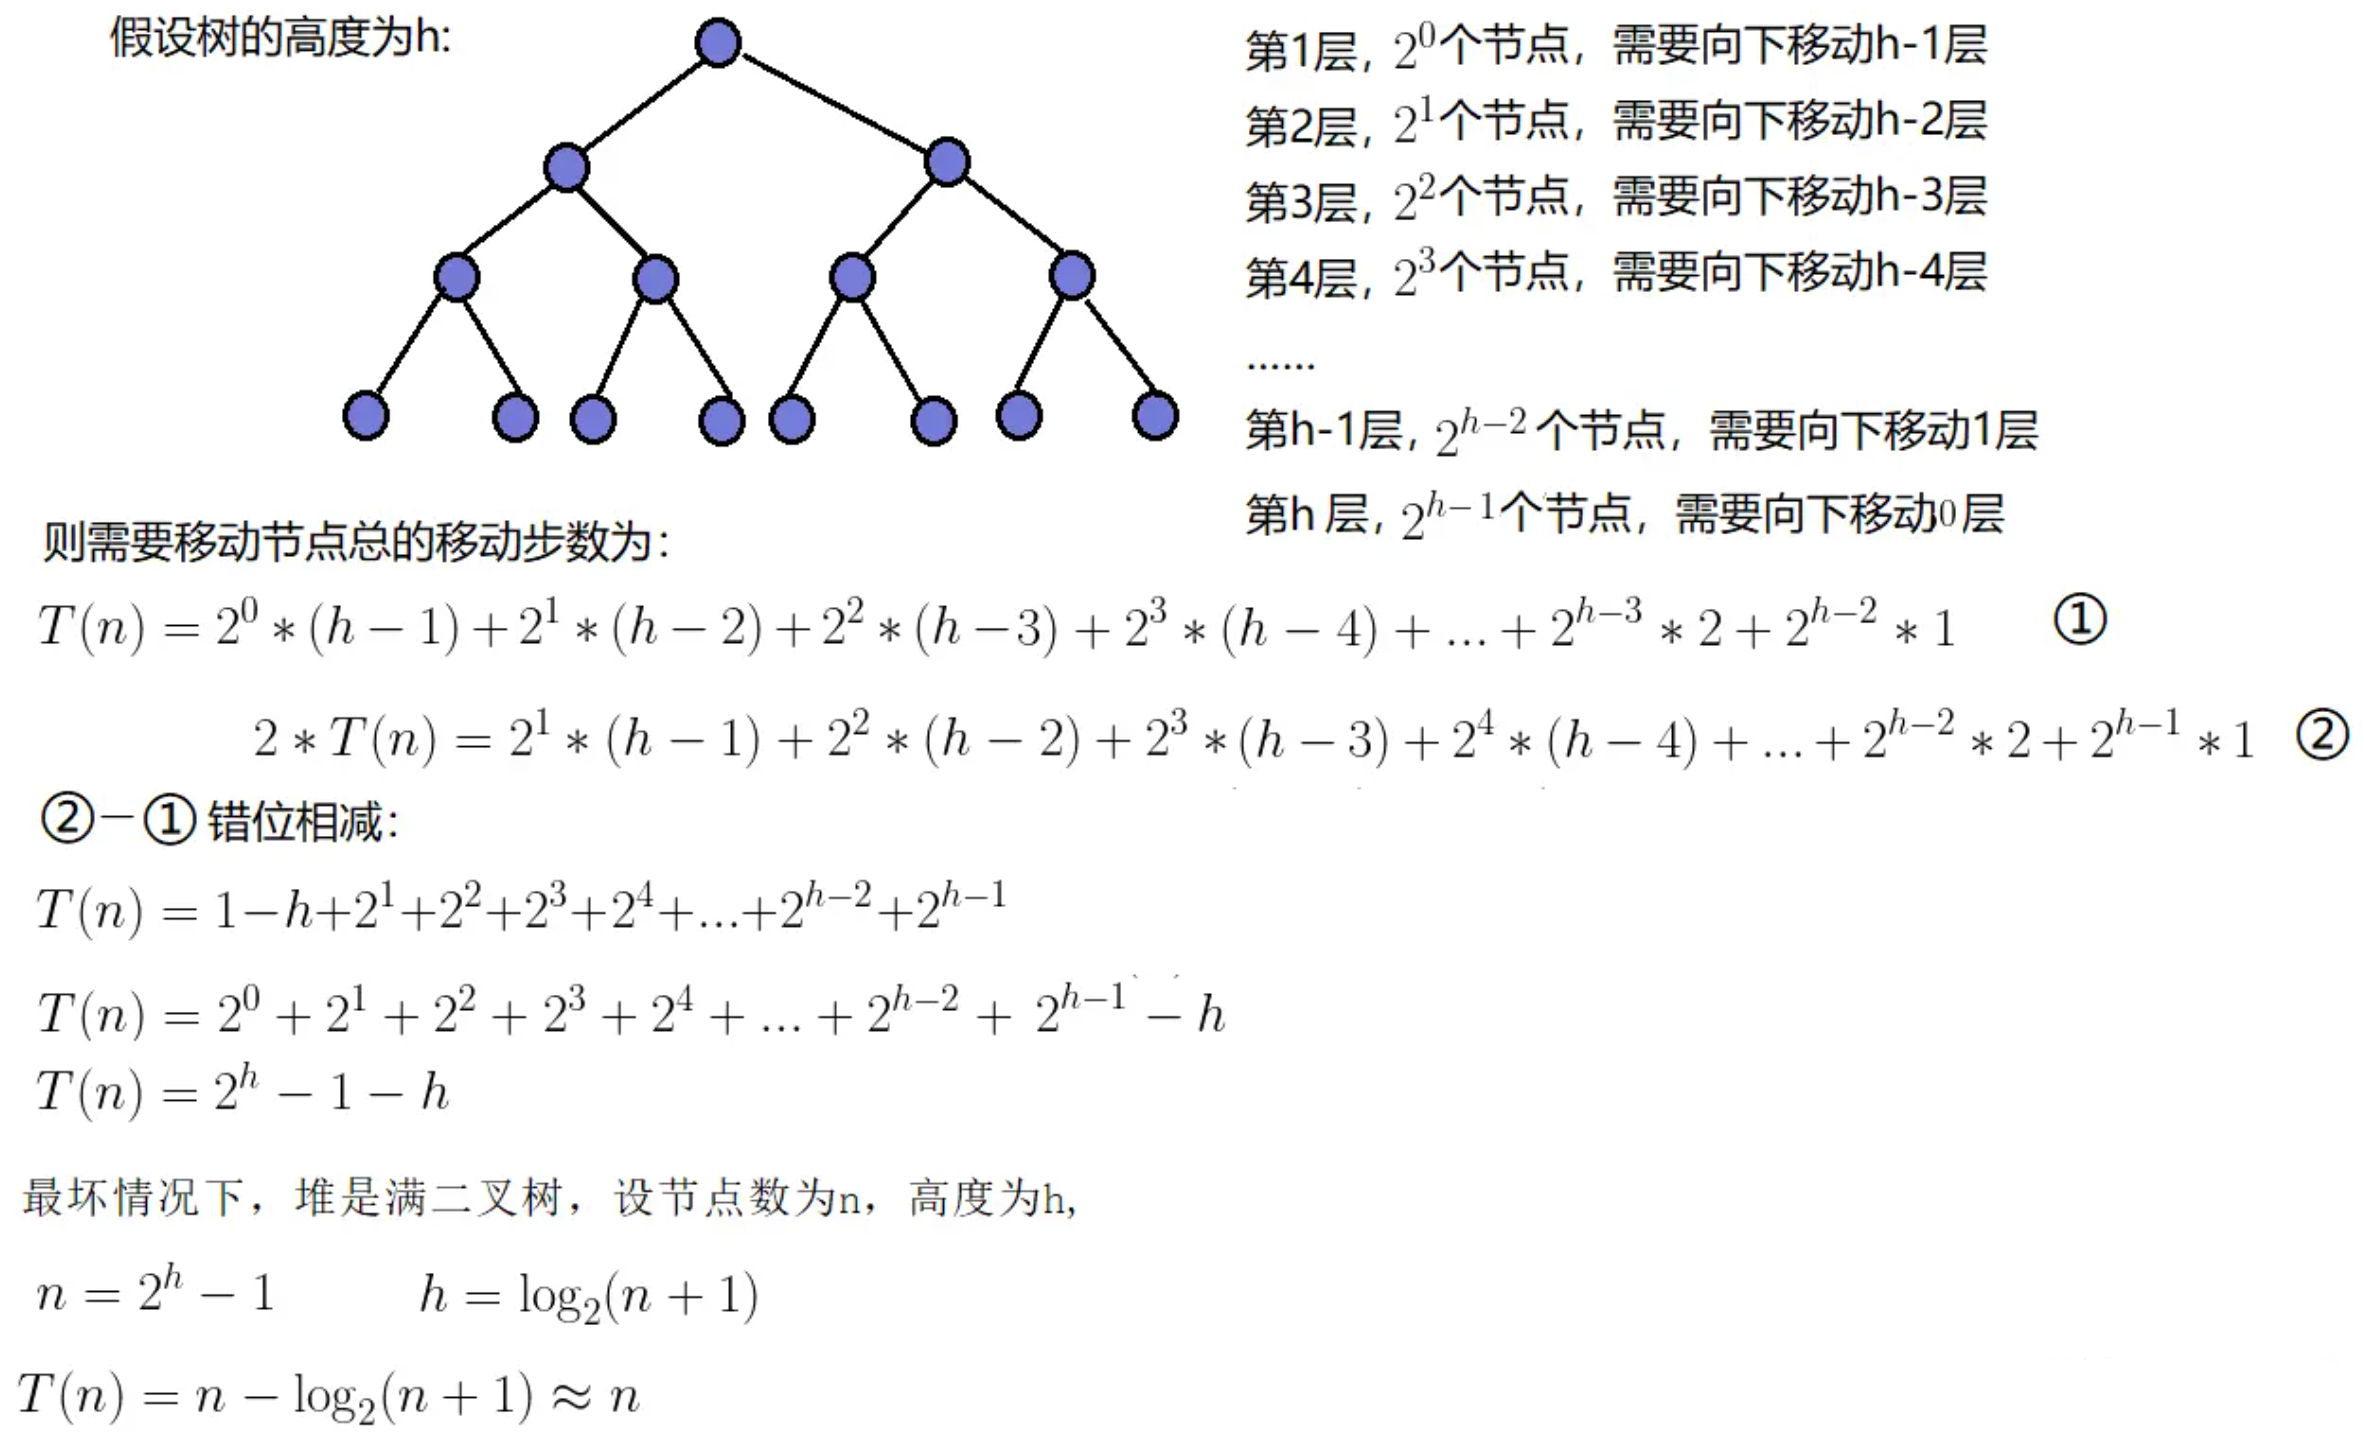 假设树的高度为h:
第1层，2^0个节点，需要向下移动h-1层
第2层，2^1个节点，需要向下移动h-2层
第3层，2^2个节点，需要向下移动h-3层
第4层，2^3个节点，需要向下移动h-4层
......
第h-1层，2^{h-2}个节点，需要向下移动1层
第h层，2^{h-1}个节点，需要向下移动0层
则需要移动节点总的移动步数为：
T(n) = 2^0 * (h - 1) + 2^1 * (h - 2) + 2^2 * (h - 3) + 2^3 * (h - 4) + ... + 2^{h-3} * 2 + 2^{h-2} * 1 ①
2 * T(n) = 2^1 * (h - 1) + 2^2 * (h - 2) + 2^3 * (h - 3) + 2^4 * (h - 4) + ... + 2^{h-2} * 2 + 2^{h-1} * 1 ②
②－①错位相减：
T(n) = 1 - h + 2^1 + 2^2 + 2^3 + 2^4 + ... + 2^{h-2} + 2^{h-1}
T(n) = 2^0 + 2^1 + 2^2 + 2^3 + 2^4 + ... + 2^{h-2} + 2^{h-1} - h
T(n) = 2^h - 1 - h
最坏情况下，堆是满二叉树，设节点数为n，高度为h,
n = 2^h - 1 h = log_2(n + 1)
T(n) = n - log_2(n + 1) ≈ n